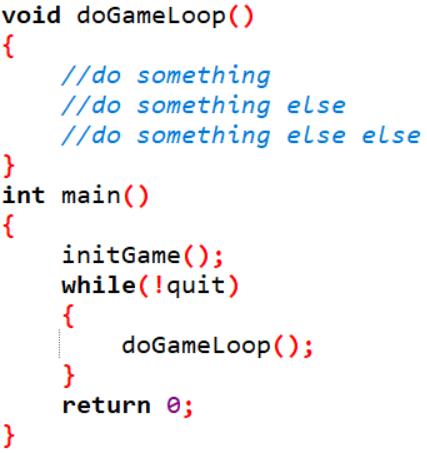 void doGameLoop()
{
    //do something
    //do something else
    //do something else else
}
int main()
{
    initGame();
    while(!quit)
    {
        doGameLoop();
    }
    return 0;
}